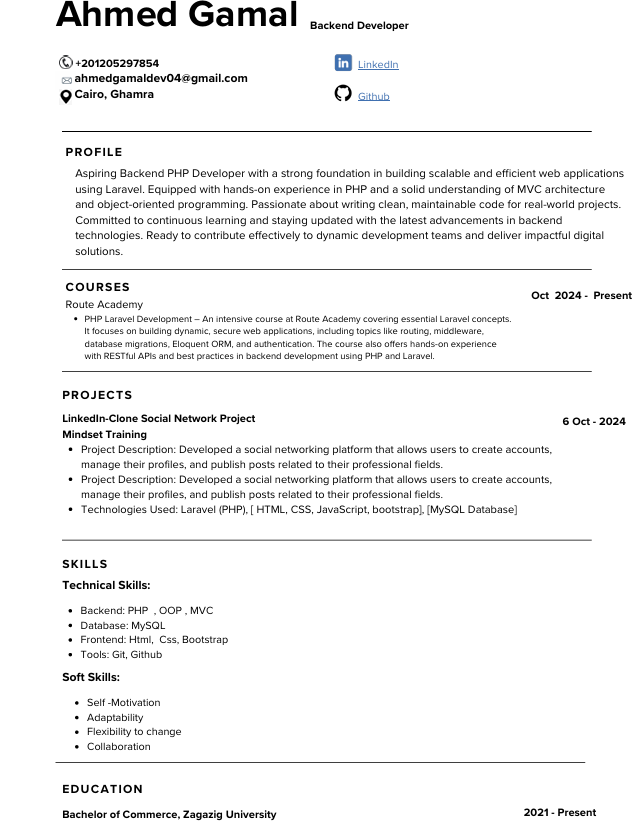 Ahmed Gamal Backend Developer
+201205297854
ahmedgamaldev04@gmail.com
Cairo, Ghamra
in LinkedIn
Github
PROFILE
Aspiring Backend PHP Developer with a strong foundation in building scalable and efficient web applications
using Laravel. Equipped with hands-on experience in PHP and a solid understanding of MVC architecture
and object-oriented programming. Passionate about writing clean, maintainable code for real-world projects.
Committed to continuous learning and staying updated with the latest advancements in backend
technologies. Ready to contribute effectively to dynamic development teams and deliver impactful digital
solutions.
COURSES
Oct 2024 - Present
Route Academy
• PHP Laravel Development – An intensive course at Route Academy covering essential Laravel concepts.
It focuses on building dynamic, secure web applications, including topics like routing, middleware,
database migrations, Eloquent ORM, and authentication. The course also offers hands-on experience
with RESTful APIs and best practices in backend development using PHP and Laravel.
PROJECTS
LinkedIn-Clone Social Network Project 6 Oct - 2024
Mindset Training
• Project Description: Developed a social networking platform that allows users to create accounts,
manage their profiles, and publish posts related to their professional fields.
• Project Description: Developed a social networking platform that allows users to create accounts,
manage their profiles, and publish posts related to their professional fields.
• Technologies Used: Laravel (PHP), [ HTML, CSS, JavaScript, bootstrap], [MySQL Database]
SKILLS
Technical Skills:
• Backend: PHP , OOP , MVC
• Database: MySQL
• Frontend: Html, Css, Bootstrap
• Tools: Git, Github
Soft Skills:
• Self -Motivation
• Adaptability
• Flexibility to change
• Collaboration
EDUCATION
Bachelor of Commerce, Zagazig University 2021 - Present